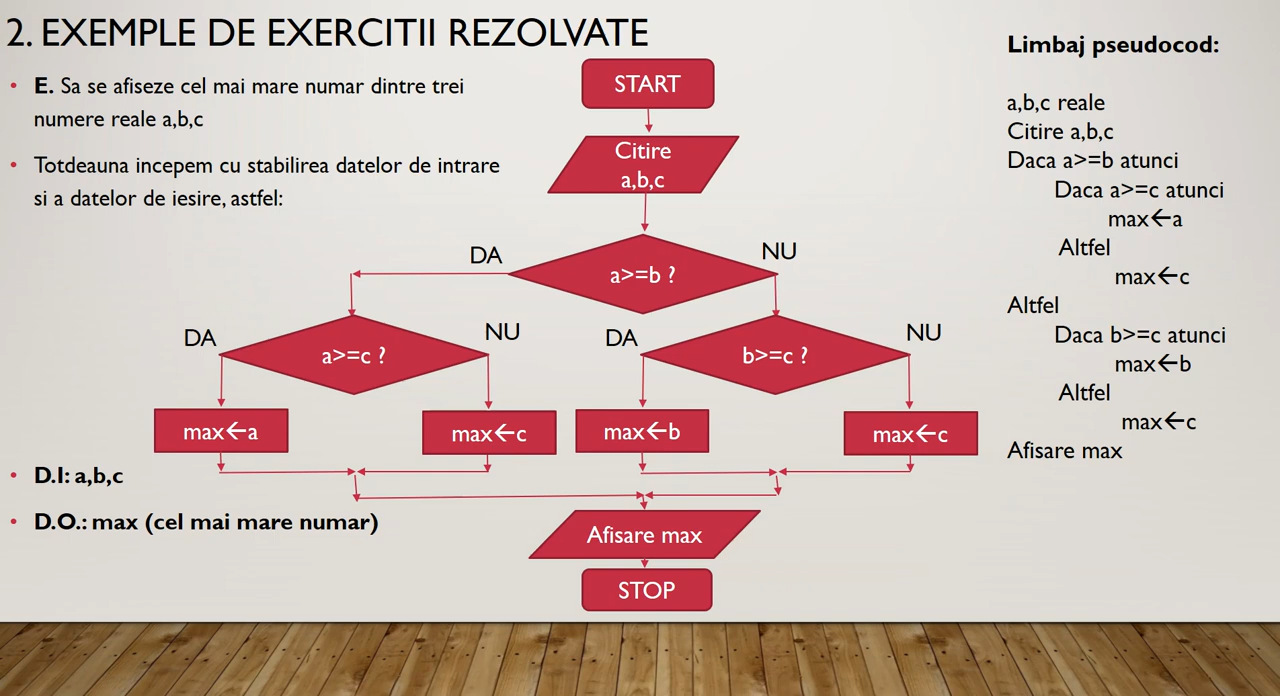 2. EXEMPLE DE EXERCITII REZOLVATE
• E. Sa se afiseze cel mai mare numar dintre trei
numere reale a,b,c
• Totdeauna incepem cu stabilirea datelor de intrare
si a datelor de iesire, astfel:
• D.I: a,b,c
• D.O.: max (cel mai mare numar)
START
Citire
a,b,c
DA
NU
a>=b ?
DA
NU
a>=c ?
DA
NU
b>=c ?
max←a
max←c
max←b
max←c
Afisare max
STOP
Limbaj pseudocod:
a,b,c reale
Citire a,b,c
Daca a>=b atunci
Daca a>=c atunci
max←a
Altfel
max←c
Altfel
Daca b>=c atunci
max←b
Altfel
max←c
Afisare max